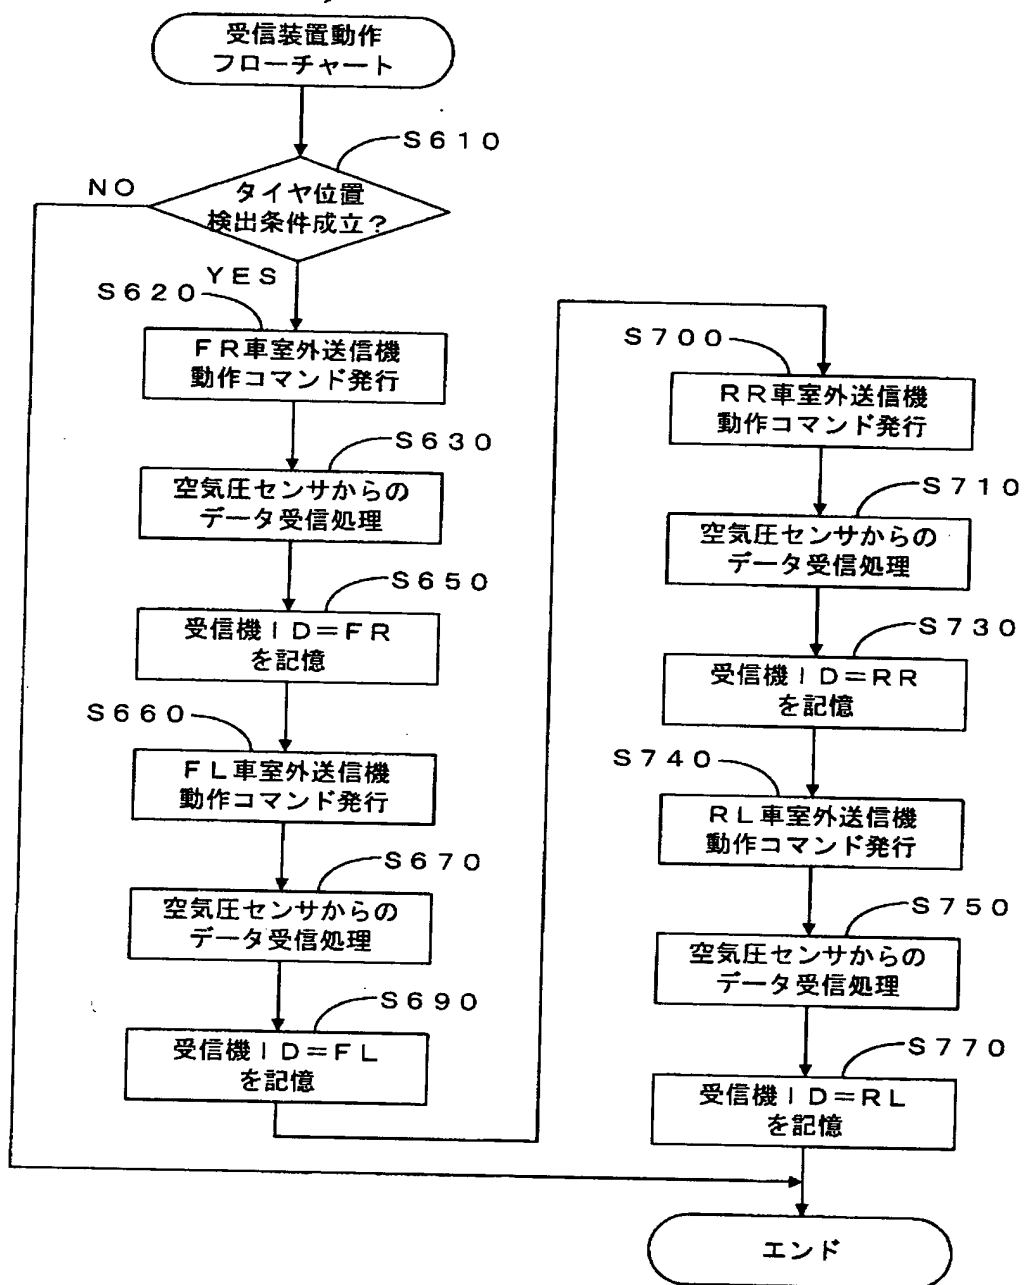 受信装置動作
フローチャート
S610
NO
タイヤ位置
検出条件成立?
YES
S620
FR車室外送信機
動作コマンド発行
S630
空気圧センサからの
データ受信処理
S650
受信機ID=FR
を記憶
S660
FL車室外送信機
動作コマンド発行
S670
空気圧センサからの
データ受信処理
S690
受信機ID=FL
を記憶
S700
RR車室外送信機
動作コマンド発行
S710
空気圧センサからの
データ受信処理
S730
受信機ID=RR
を記憶
S740
RL車室外送信機
動作コマンド発行
S750
空気圧センサからの
データ受信処理
S770
受信機ID=RL
を記憶
エンド